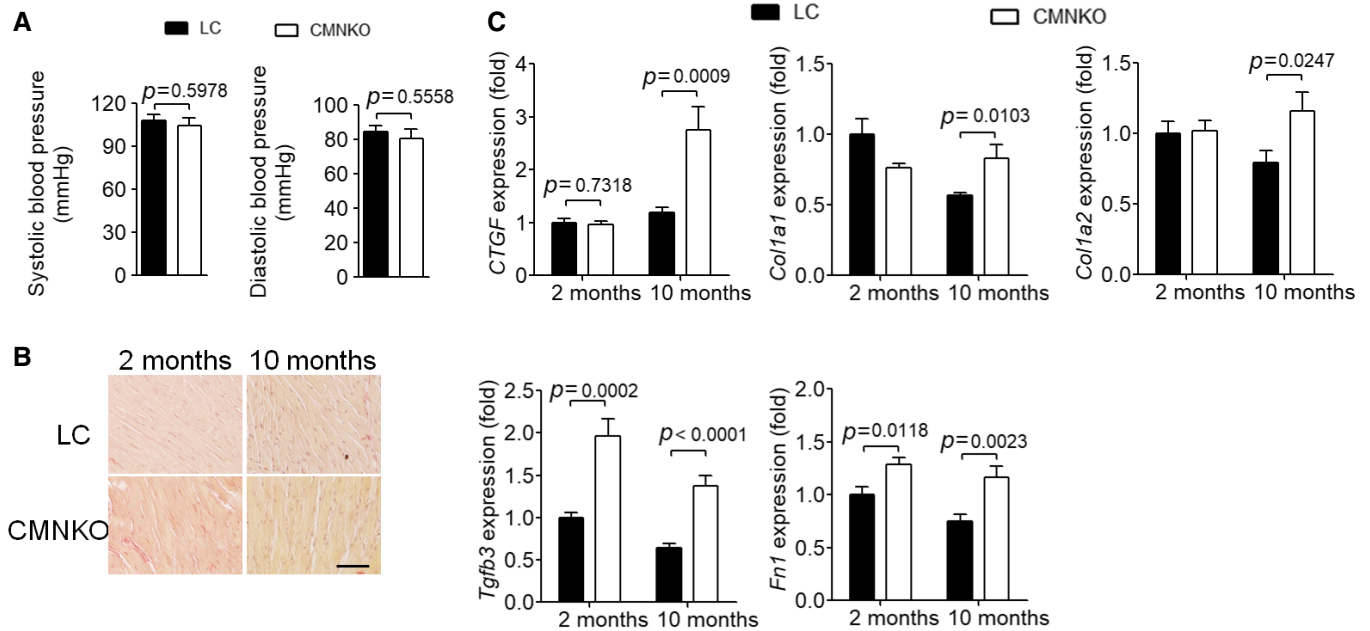 A
LC
CMNKO
Systolic blood pressure
(mmHg)
120
90
60
30
0
p=0.5978
Diastolic blood pressure
(mmHg)
100
80
60
40
20
0
p=0.5558
B
2 months
10 months
LC
CMNKO
C
LC
CMNKO
CTGF expression (fold)
4
3
2
1
0
p=0.7318
p=0.0009
2 months
10 months
Col1a1 expression (fold)
1.5
1.0
0.5
0.0
p=0.0103
2 months
10 months
Col1a2 expression (fold)
1.5
1.0
0.5
0.0
p=0.0247
2 months
10 months
Tgfb3 expression (fold)
2.5
2.0
1.5
1.0
0.5
0.0
p=0.0002
p<0.0001
2 months
10 months
Fn1 expression (fold)
2.0
1.5
1.0
0.5
0.0
p=0.0118
p=0.0023
2 months
10 months